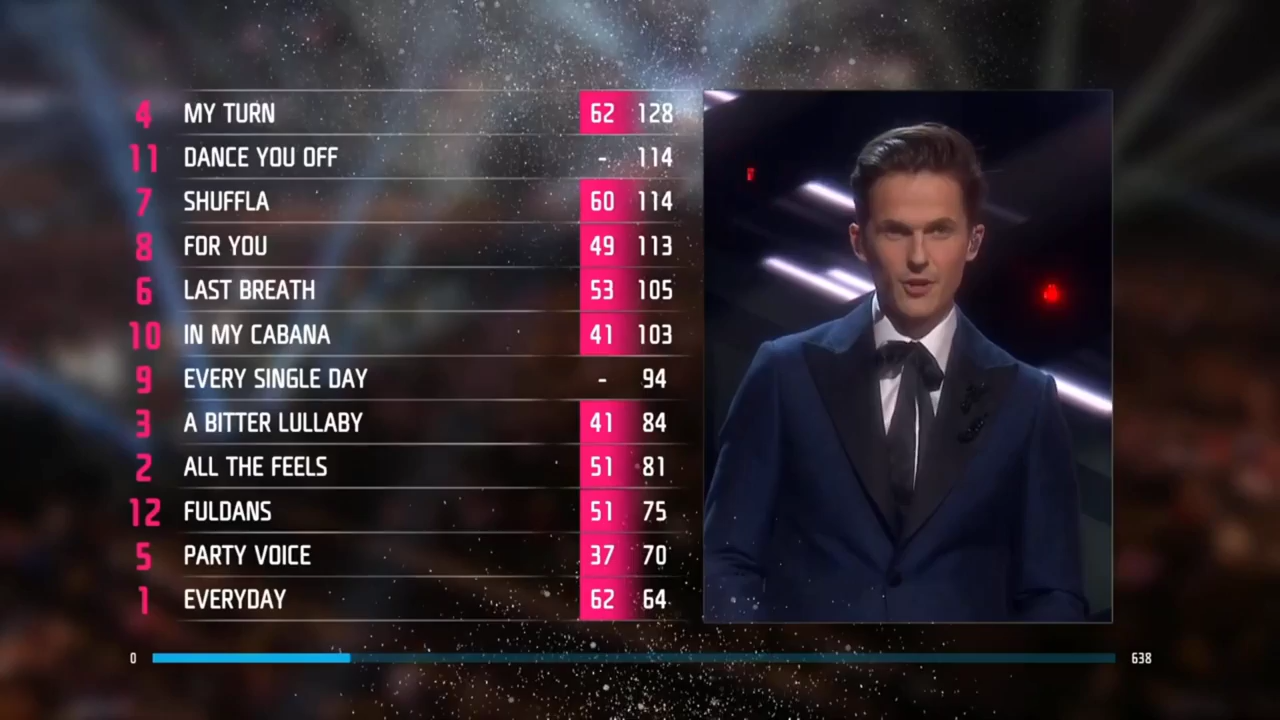 4 MY TURN 62 128
11 DANCE YOU OFF - 114
7 SHUFFLA 60 114
8 FOR YOU 49 113
6 LAST BREATH 53 105
10 IN MY CABANA 41 103
9 EVERY SINGLE DAY - 94
3 A BITTER LULLABY 41 84
2 ALL THE FEELS 51 81
12 FULDANS 51 75
5 PARTY VOICE 37 70
1 EVERYDAY 62 64
0 638